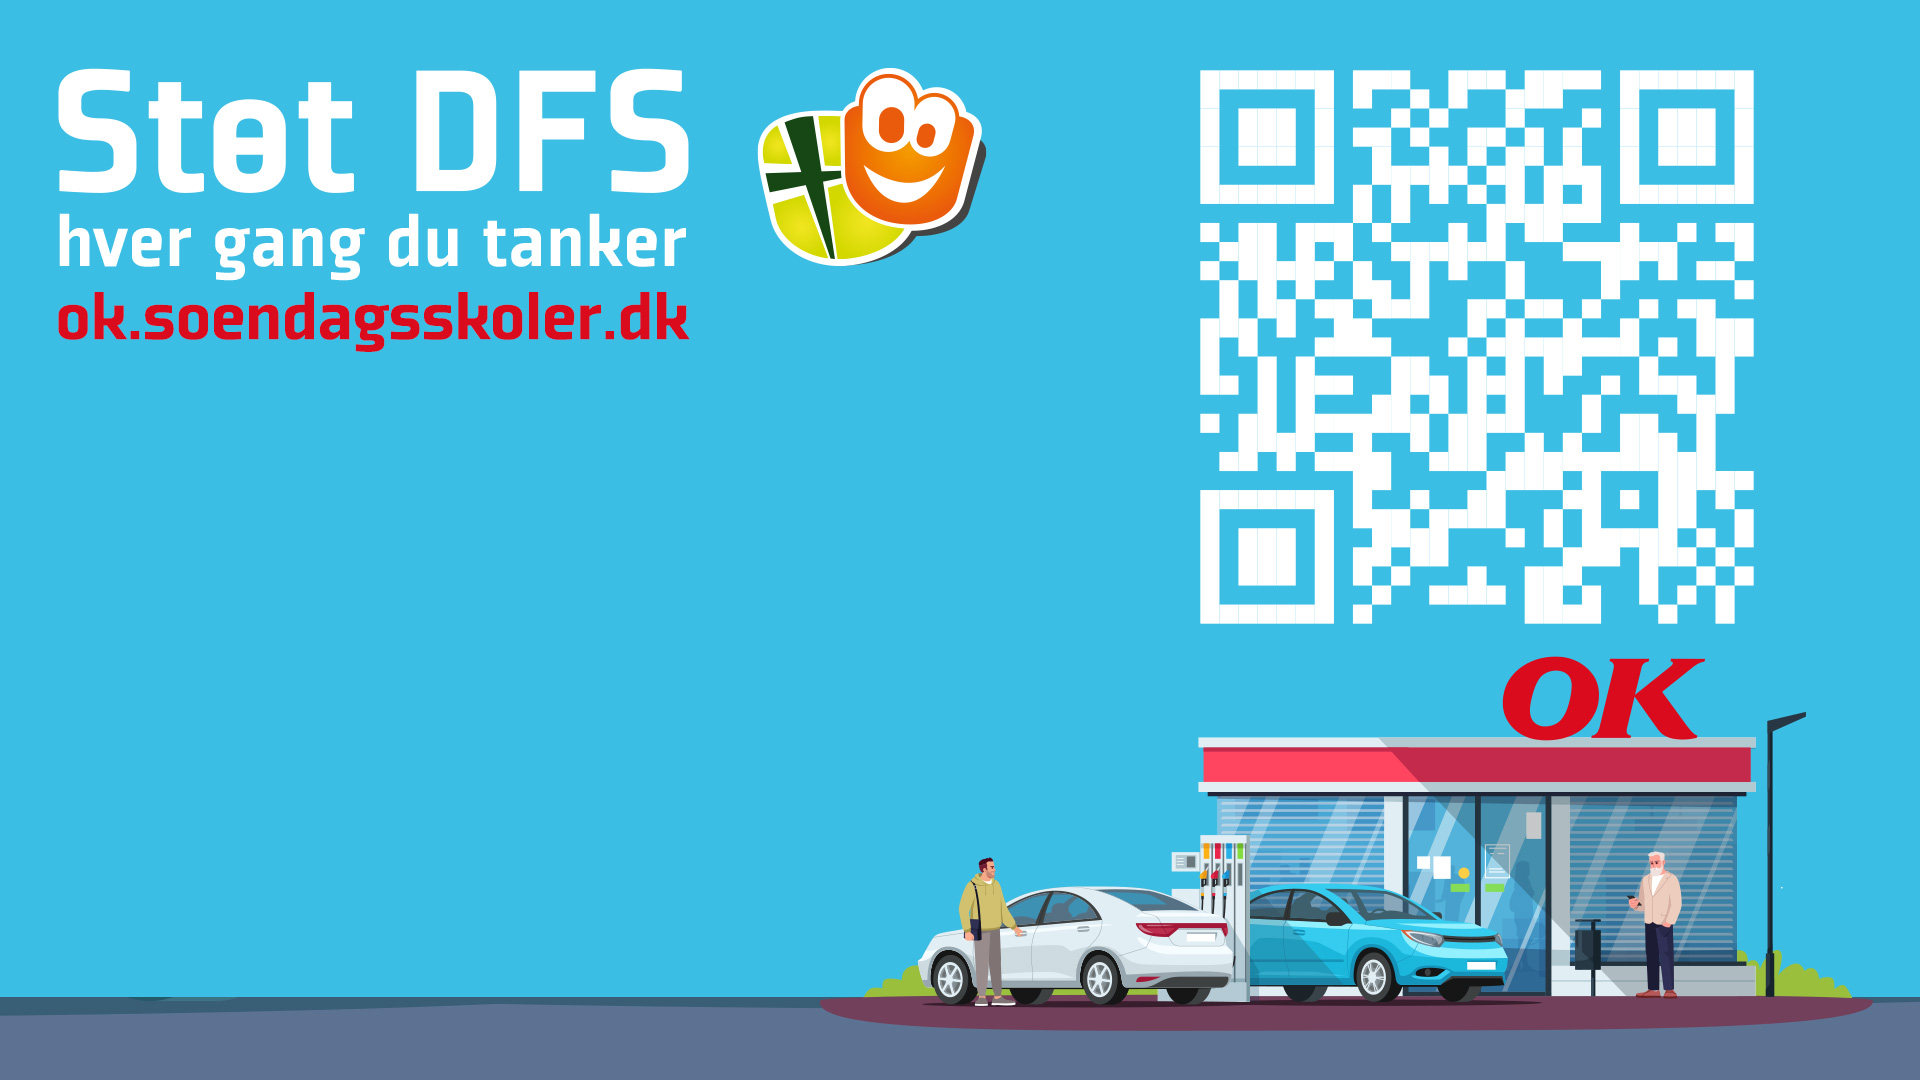 Støt DFS
hver gang du tanker
ok.soendagsskoler.dk
OK